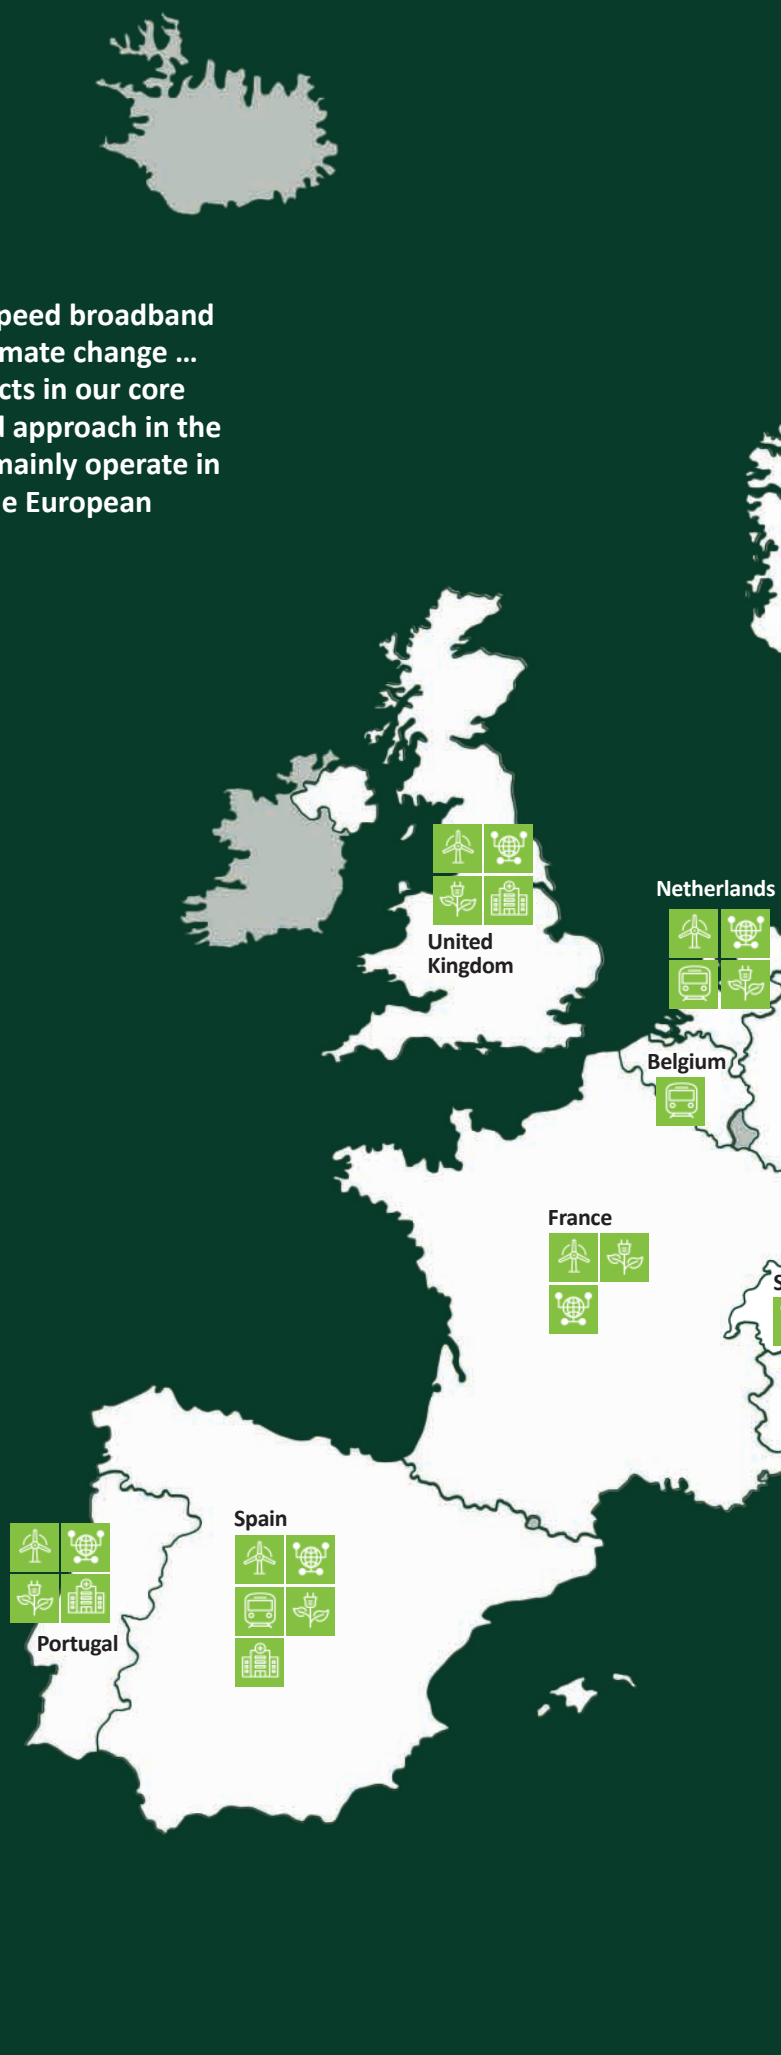 peed broadband
mate change …
cts in our core
approach in the
mainly operate in
e European
United
Kingdom
Netherlands
Belgium
France
S
Spain
Portugal